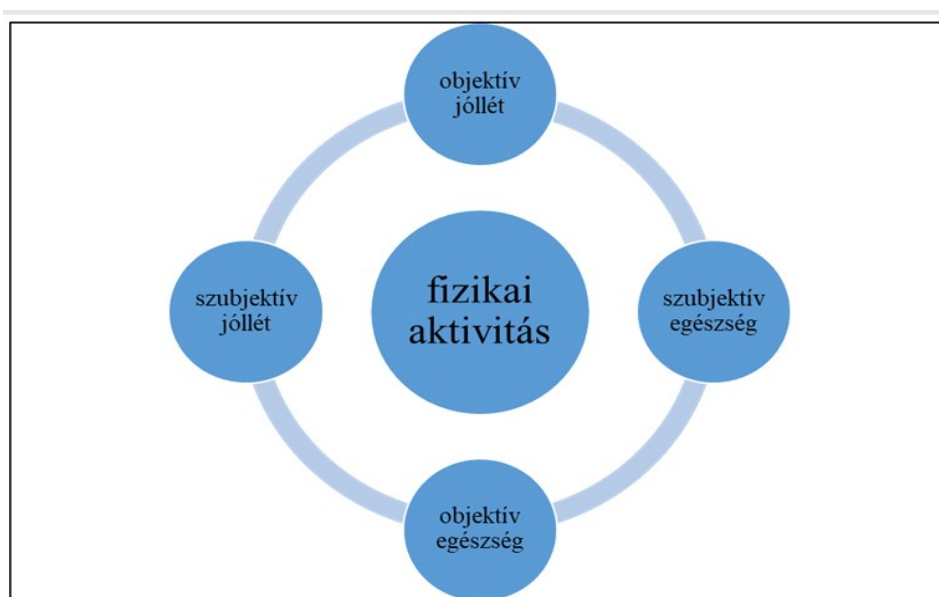 objektív
jóllét
szubjektív
jóllét
fizikai
aktivitás
szubjektív
egészség
objektív
egészség